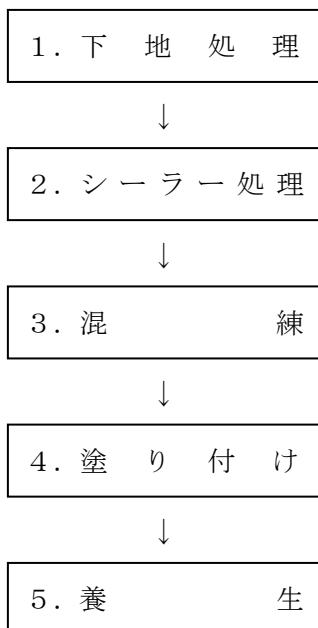 1. 下地処理
↓
2. シーラー処理
↓
3. 混練
↓
4. 塗り付け
↓
5. 養生